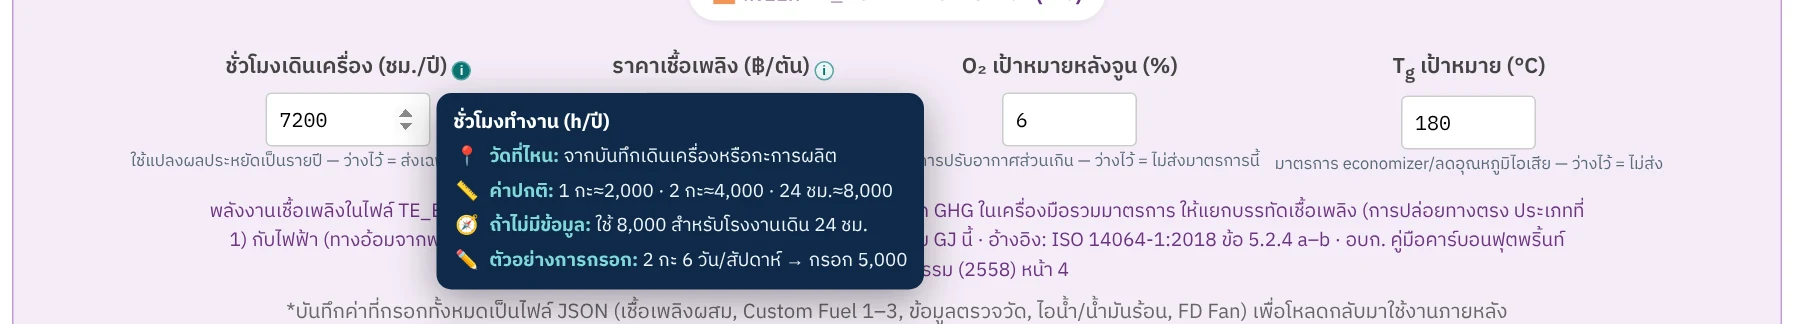 ชั่วโมงเดินเครื่อง (ชม./ปี) i
ราคาเชื้อเพลิง (฿/ตัน) i
O₂ เป้าหมายหลังจูน (%)
Tg เป้าหมาย (°C)
7200
6
180
ใช้แปลงผลประหยัดเป็นรายปี — ว่างไว้ =
การปรับอากาศส่วนเกิน — ว่างไว้ = ไม่ส่งมาตรการนี้
มาตรการ economizer/ลดอุณหภูมิไอเสีย — ว่างไว้ = ไม่ส่ง
ชั่วโมงทำงาน (h/ปี)
📍 วัดที่ไหน: จากบันทึกเดินเครื่องหรือกะการผลิต
📏 ค่าปกติ: 1 กะ≈2,000 · 2 กะ≈4,000 · 24 ชม.≈8,000
🧭 ถ้าไม่มีข้อมูล: ใช้ 8,000 สำหรับโรงงานเดิน 24 ชม.
✏️ ตัวอย่างการกรอก: 2 กะ 6 วัน/สัปดาห์ → กรอก 5,000
พลังงานเชื้อเพลิงในไฟล์ GHG ในเครื่องมือรวมมาตรการ ให้แยกบรรทัดเชื้อเพลิง (การปล่อยทางตรง ประเภทที่
1) กับไฟฟ้า GJ นี้ · อ้างอิง: ISO 14064-1:2018 ข้อ 5.2.4 a–b · อบก. คู่มือคาร์บอนฟุตพริ้นท์
(2558) หน้า 4
*บันทึกค่าที่กรอกทั้งหมดเป็นไฟล์ JSON (เชื้อเพลิงผสม, Custom Fuel 1–3, ข้อมูลตรวจวัด, ไอน้ำ/น้ำมันร้อน, FD Fan) เพื่อโหลดกลับมาใช้งานภายหลัง